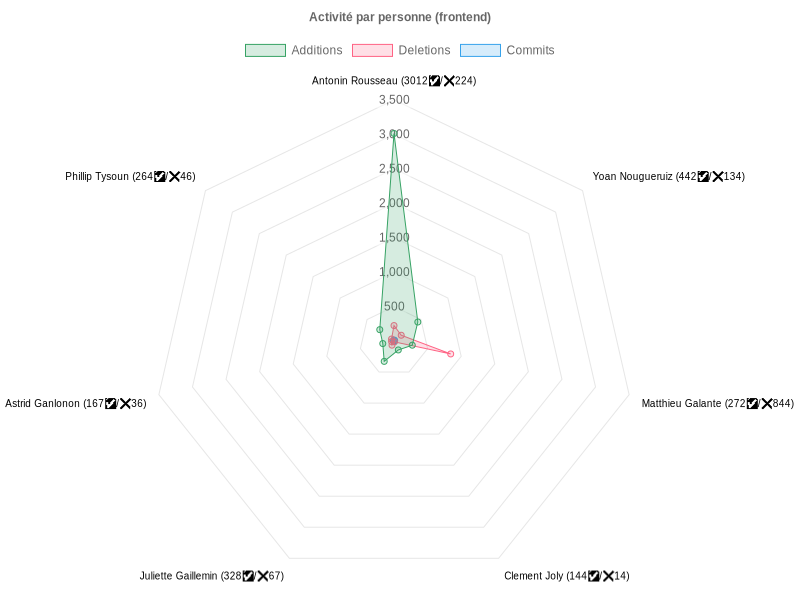 Activité par personne (frontend)
Additions Deletions Commits
Antonin Rousseau (3012✅/❌224)
3,500
3,000
2,500
2,000
1,500
1,000
500
Phillip Tysoun (264✅/❌46)
Yoan Nougueruiz (442✅/❌134)
Astrid Ganlonon (167✅/❌36)
Matthieu Galante (272✅/❌844)
Juliette Gaillemin (328✅/❌67)
Clement Joly (144✅/❌14)